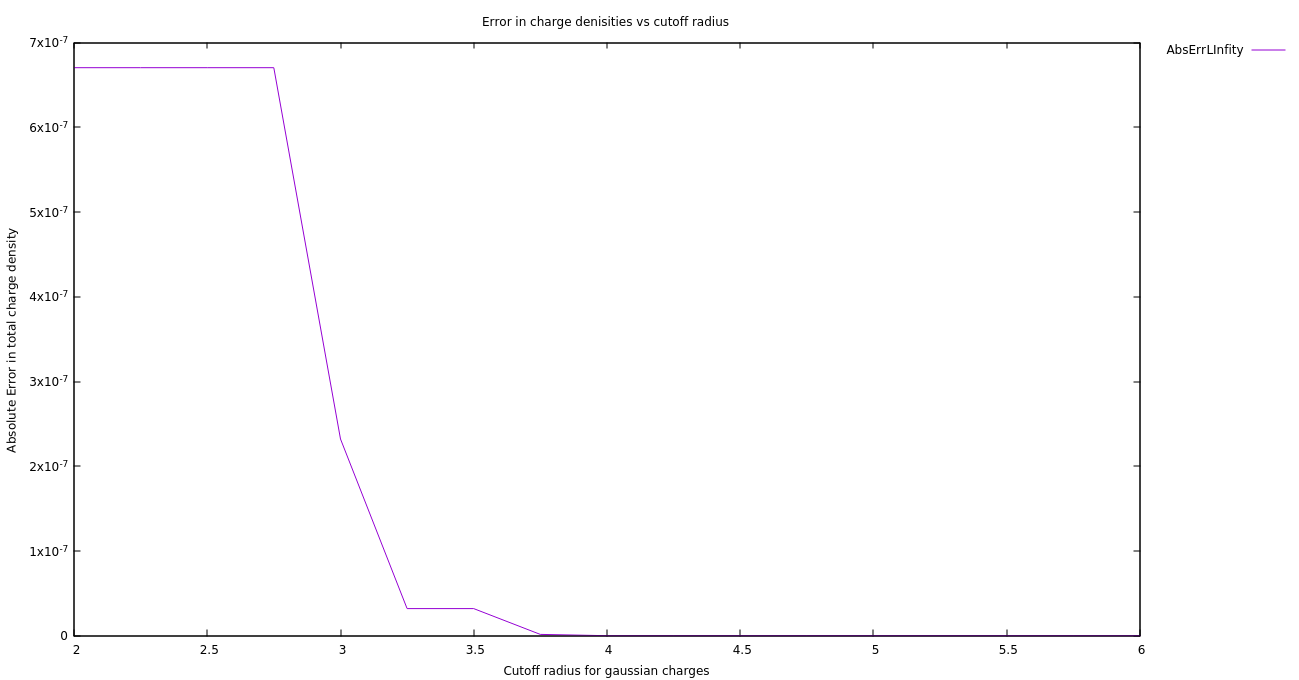 Error in charge denisities vs cutoff radius
AbsErrLInfity
Absolute Error in total charge density
7x10^-7
6x10^-7
5x10^-7
4x10^-7
3x10^-7
2x10^-7
1x10^-7
0
2 2.5 3 3.5 4 4.5 5 5.5 6
Cutoff radius for gaussian charges